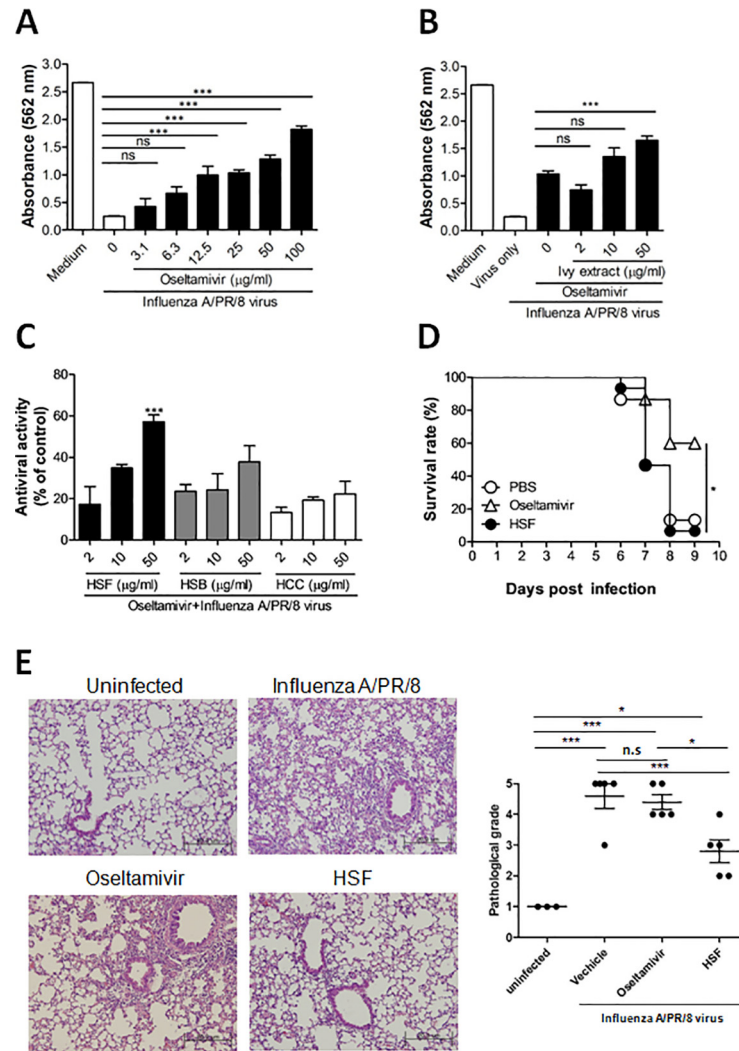 A
Absorbance (562 nm)
3.0
2.5
2.0
1.5
1.0
0.5
0.0
***
***
***
***
ns
ns
Medium
0
3.1
6.3
12.5
25
50
100
Oseltamivir (μg/ml)
Influenza A/PR/8 virus
B
Absorbance (562 nm)
3.0
2.5
2.0
1.5
1.0
0.5
0.0
***
ns
ns
Medium
Virus only
0
2
10
50
Ivy extract (μg/ml)
Oseltamivir
Influenza A/PR/8 virus
C
Antiviral activity
(% of control)
80
60
40
20
0
***
2
10
50
2
10
50
2
10
50
HSF (μg/ml)
HSB (μg/ml)
HCC (μg/ml)
Oseltamivir+Influenza A/PR/8 virus
D
Survival rate (%)
100
80
60
40
20
0
PBS
Oseltamivir
HSF
*
0 1 2 3 4 5 6 7 8 9 10
Days post infection
E
Uninfected
Influenza A/PR/8
Oseltamivir
HSF
Pathological grade
5
4
3
2
1
0
*
***
***
n.s
*
***
uninfected
Vechicle
Oseltamivir
HSF
Influenza A/PR/8 virus